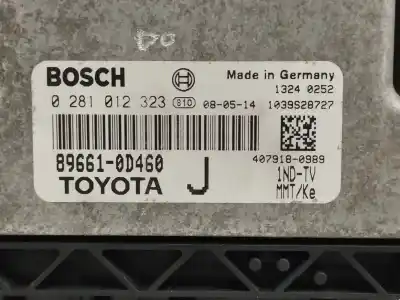 BOSCH
Made in Germany
1324 0252
0 281 012 323 810 08-05-14 1039S28727
407918-0989
89661-0D460
1ND-TV
TOYOTA J
MMT/Ke